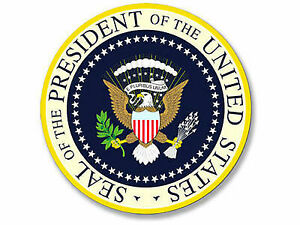 SEAL OF THE PRESIDENT OF THE UNITED STATES
E PLURIBUS UNUM